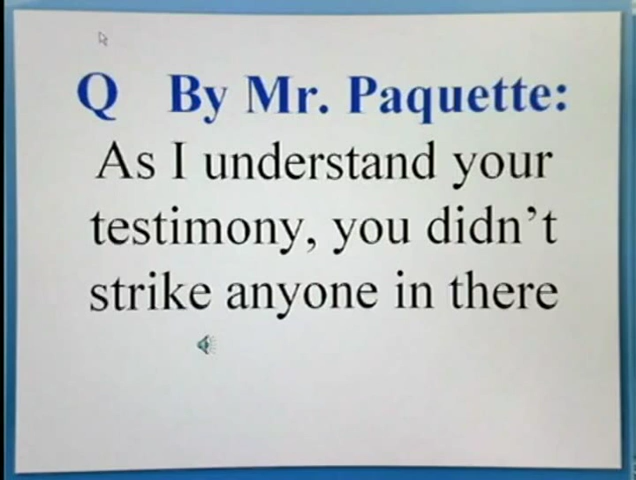 Q By Mr. Paquette:
As I understand your
testimony, you didn’t
strike anyone in there